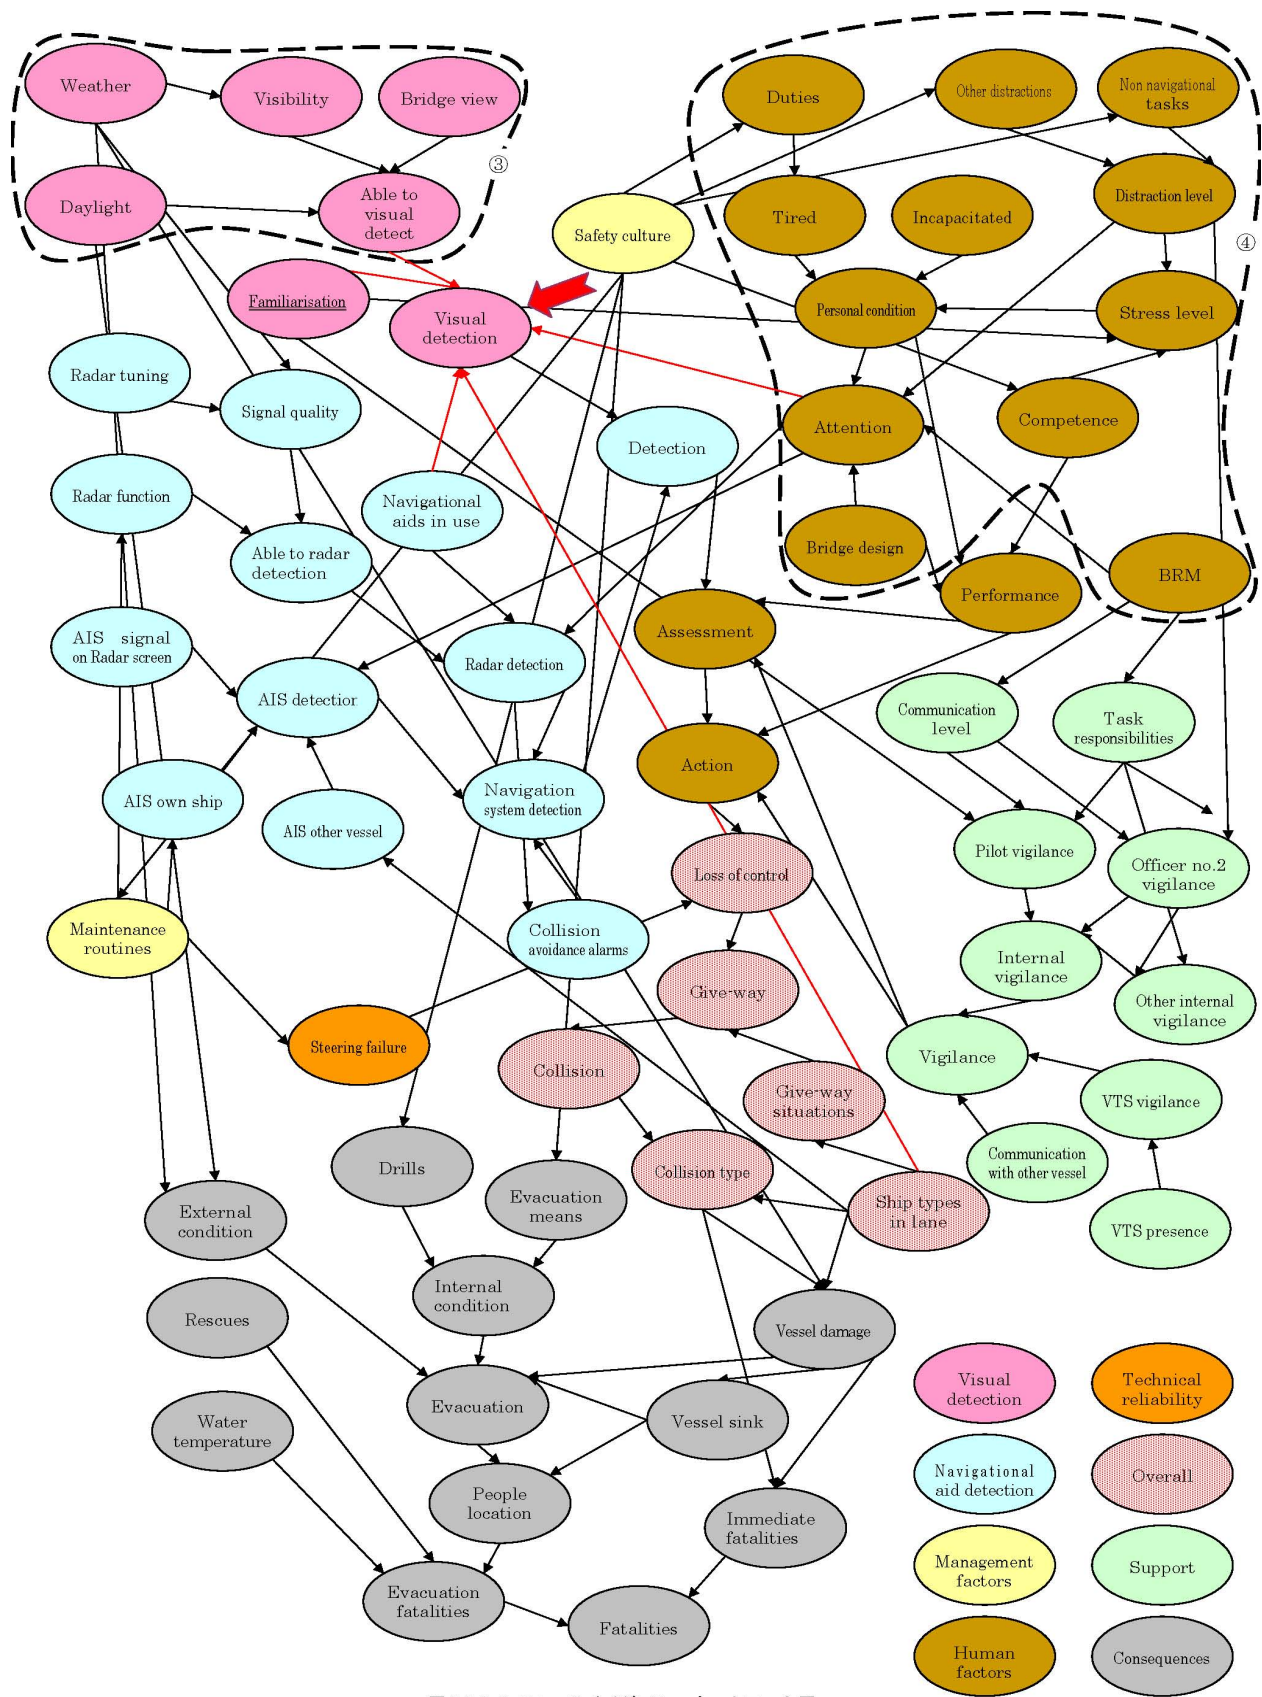 Weather
Visibility
Bridge view
Duties
Other distractions
Non navigational
tasks
③
Daylight
Able to
visual
detect
Safety culture
Tired
Incapacitated
Distraction level
④
Familiarisation
Visual
detection
Personal condition
Stress level
Radar tuning
Signal quality
Detection
Attention
Competence
Radar function
Navigational
aids in use
Able to radar
detection
Bridge design
BRM
Performance
AIS signal
on Radar screen
Radar detection
Assessment
AIS detection
Communication
level
Task
responsibilities
Action
AIS own ship
AIS other vessel
Navigation
system detection
Loss of control
Pilot vigilance
Officer no.2
vigilance
Maintenance
routines
Collision
avoidance alarms
Internal
vigilance
Give-way
Other internal
vigilance
Steering failure
Collision
Vigilance
Give-way
situations
VTS vigilance
Drills
Collision type
Communication
with other vessel
Evacuation
means
Ship types
in lane
External
condition
VTS presence
Internal
condition
Rescues
Vessel damage
Evacuation
Vessel sink
Water
temperature
People
location
Immediate
fatalities
Evacuation
fatalities
Fatalities
Visual
detection
Technical
reliability
Navigational
aid detection
Overall
Management
factors
Support
Human
factors
Consequences